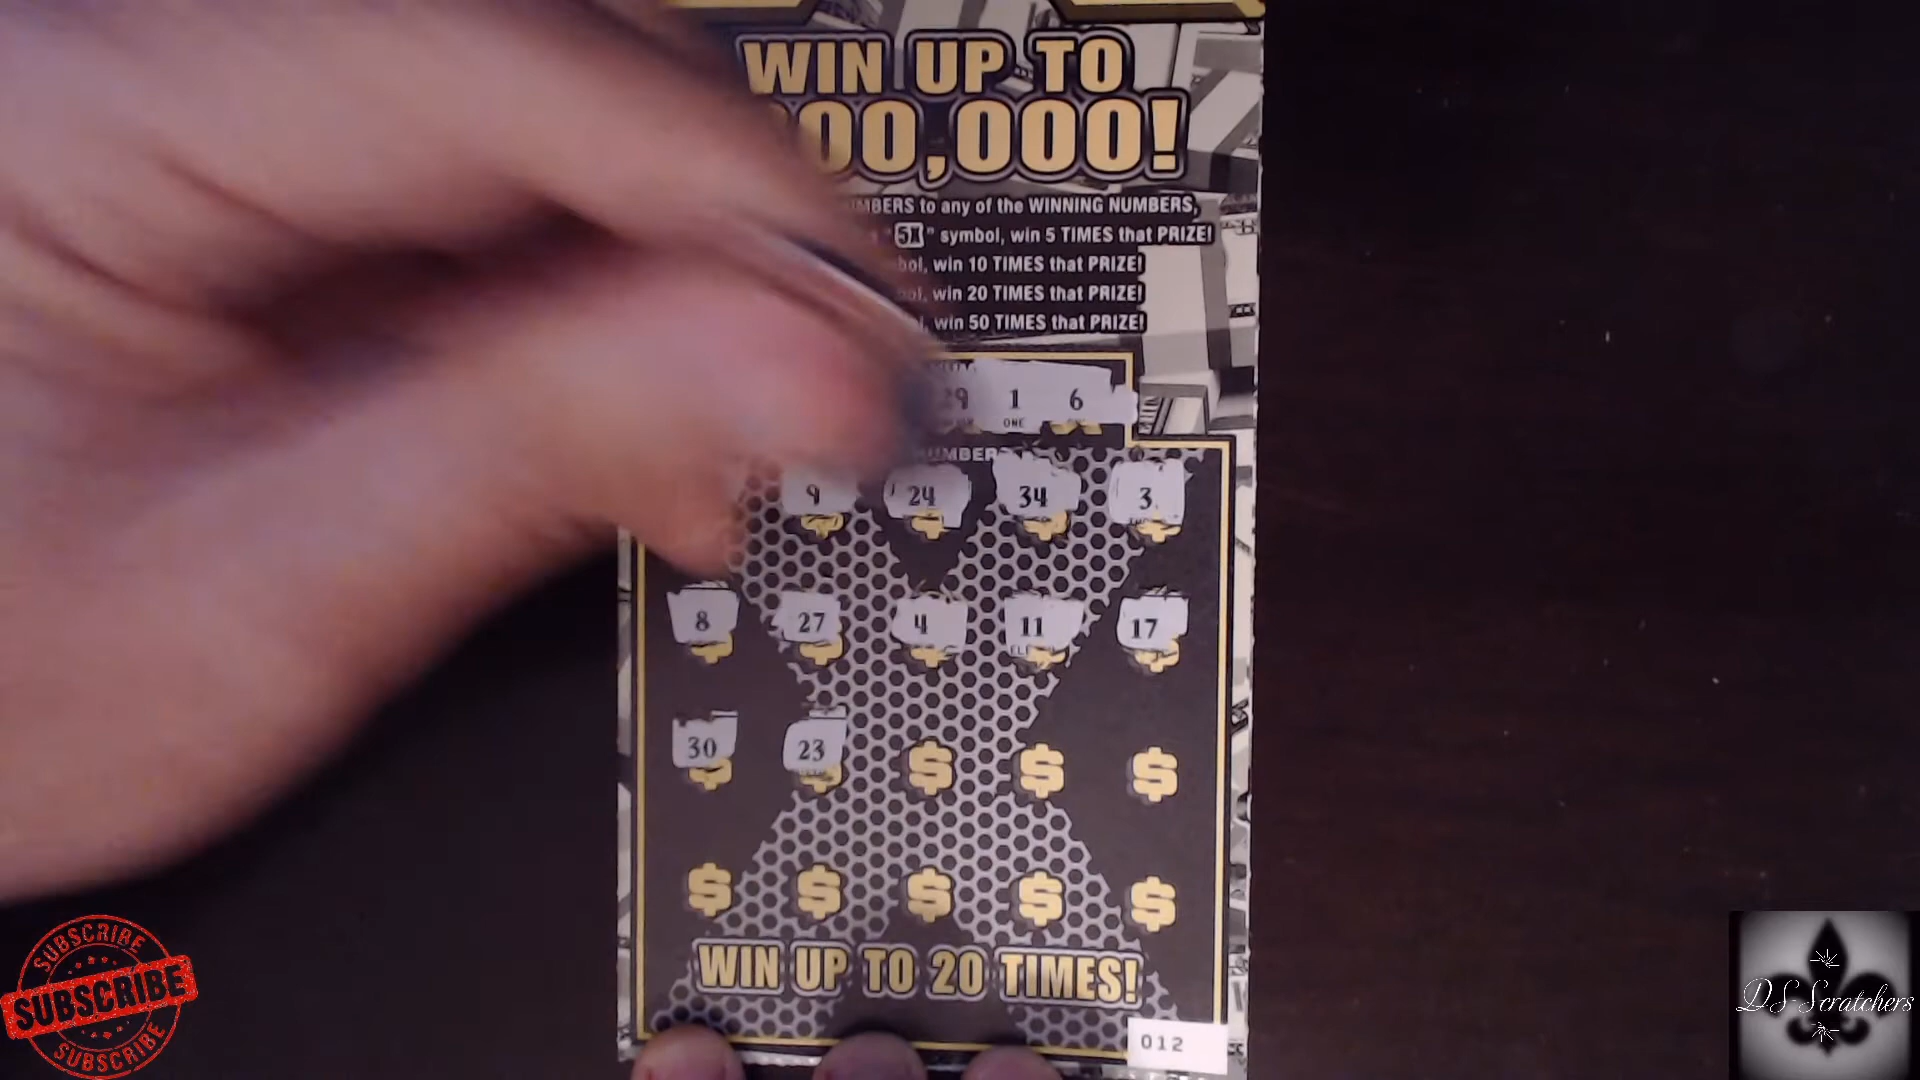 WIN UP TO
00,000!
to any of the WINNING NUMBERS,
"5X" symbol, win 5 TIMES that PRIZE!
win 10 TIMES that PRIZE!
win 20 TIMES that PRIZE!
win 50 TIMES that PRIZE!
29 1 6
ONE
9 24 34 3
8 27 4 11 17
30 23
$ $ $
$ $ $ $ $
WIN UP TO 20 TIMES!
012
SUBSCRIBE
SUBSCRIBE
SUBSCRIBE
DS-Scratchers